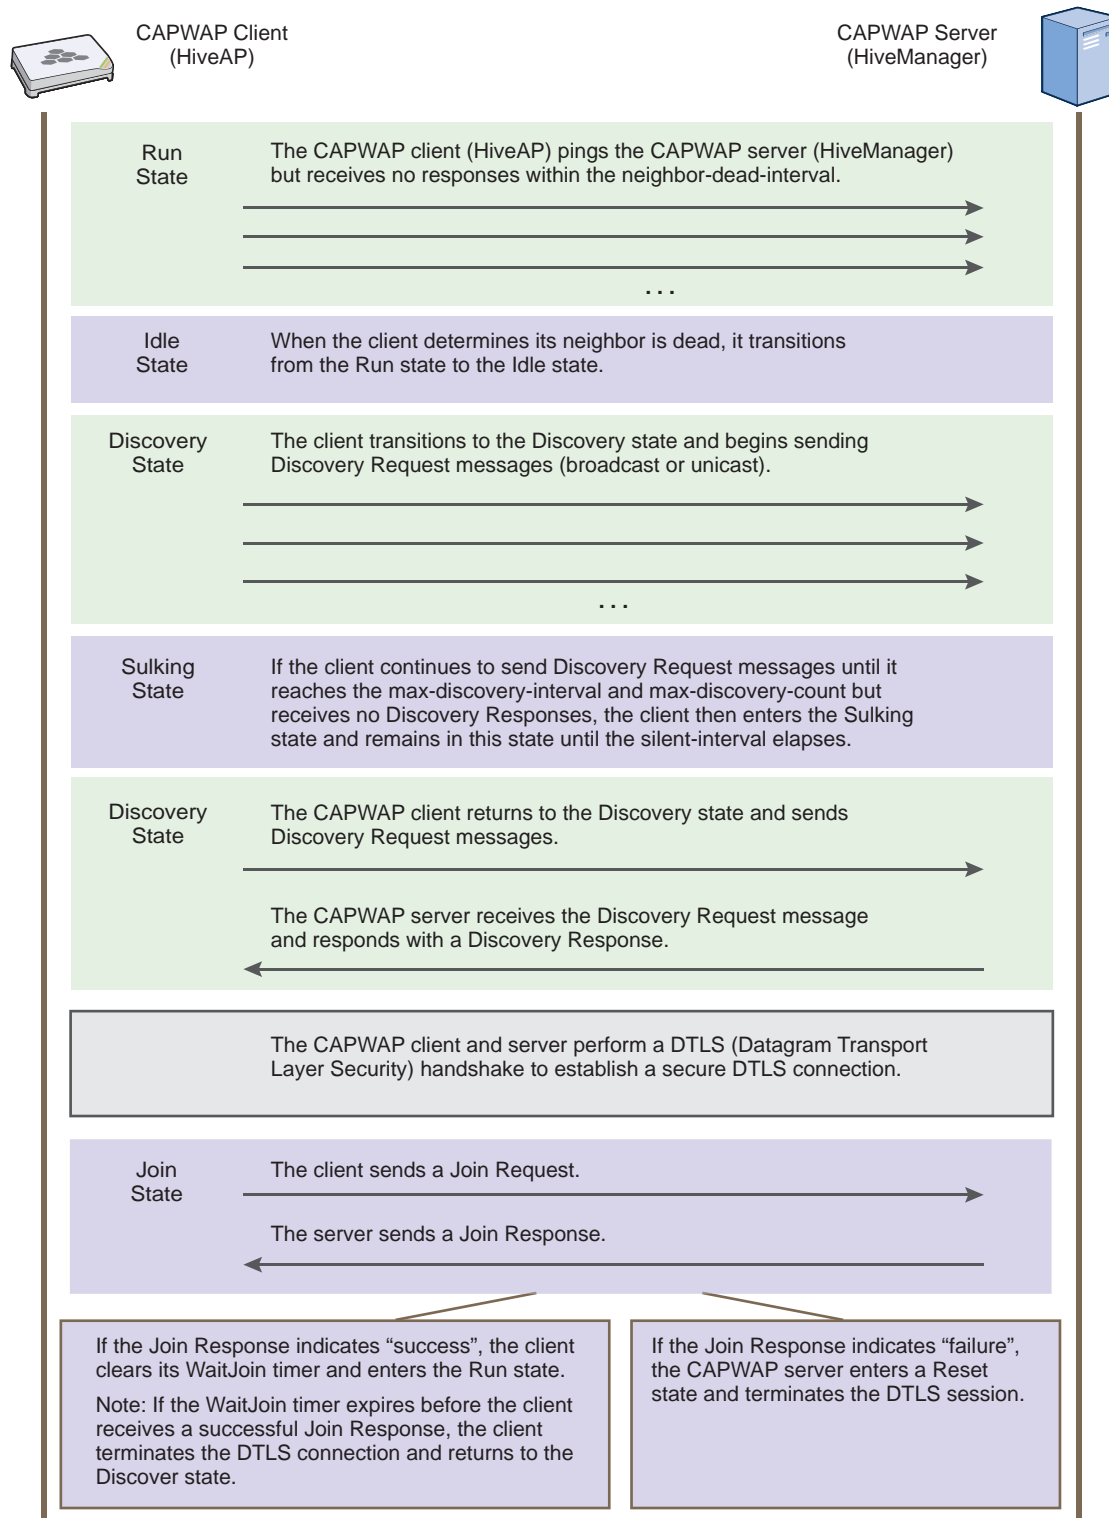 CAPWAP Client
(HiveAP)
CAPWAP Server
(HiveManager)
Run
State
The CAPWAP client (HiveAP) pings the CAPWAP server (HiveManager)
but receives no responses within the neighbor-dead-interval.
. . .
Idle
State
When the client determines its neighbor is dead, it transitions
from the Run state to the Idle state.
Discovery
State
The client transitions to the Discovery state and begins sending
Discovery Request messages (broadcast or unicast).
. . .
Sulking
State
If the client continues to send Discovery Request messages until it
reaches the max-discovery-interval and max-discovery-count but
receives no Discovery Responses, the client then enters the Sulking
state and remains in this state until the silent-interval elapses.
Discovery
State
The CAPWAP client returns to the Discovery state and sends
Discovery Request messages.
The CAPWAP server receives the Discovery Request message
and responds with a Discovery Response.
The CAPWAP client and server perform a DTLS (Datagram Transport
Layer Security) handshake to establish a secure DTLS connection.
Join
State
The client sends a Join Request.
The server sends a Join Response.
If the Join Response indicates “success”, the client
clears its WaitJoin timer and enters the Run state.
Note: If the WaitJoin timer expires before the client
receives a successful Join Response, the client
terminates the DTLS connection and returns to the
Discover state.
If the Join Response indicates “failure”,
the CAPWAP server enters a Reset
state and terminates the DTLS session.